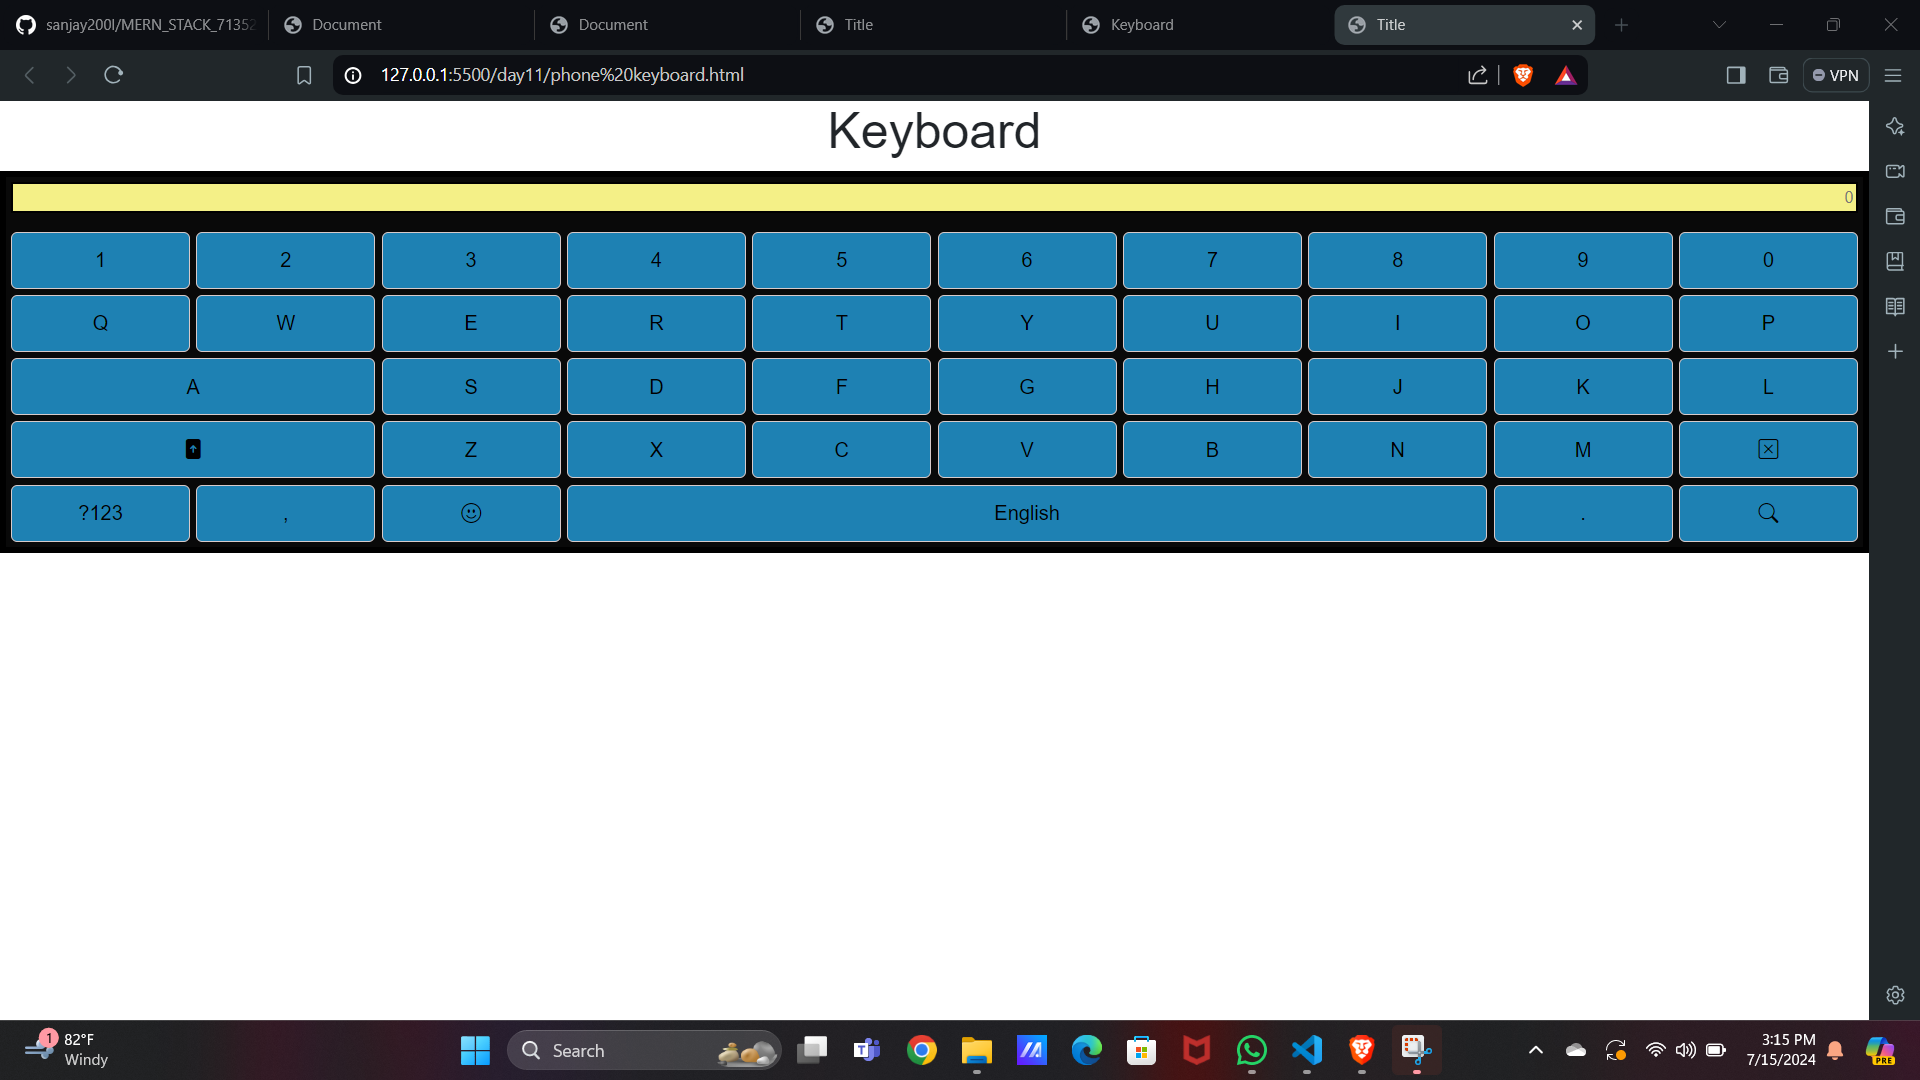 sanjay200l/MERN_STACK_7135
Document
Document
Title
Keyboard
Title
127.0.0.1:5500/day11/phone%20keyboard.html
VPN
Keyboard
0
1 2 3 4 5 6 7 8 9 0
Q W E R T Y U I O P
A S D F G H J K L
Z X C V B N M
?123 , English .
1
82°F
Windy
Search
3:15 PM
7/15/2024
PRE